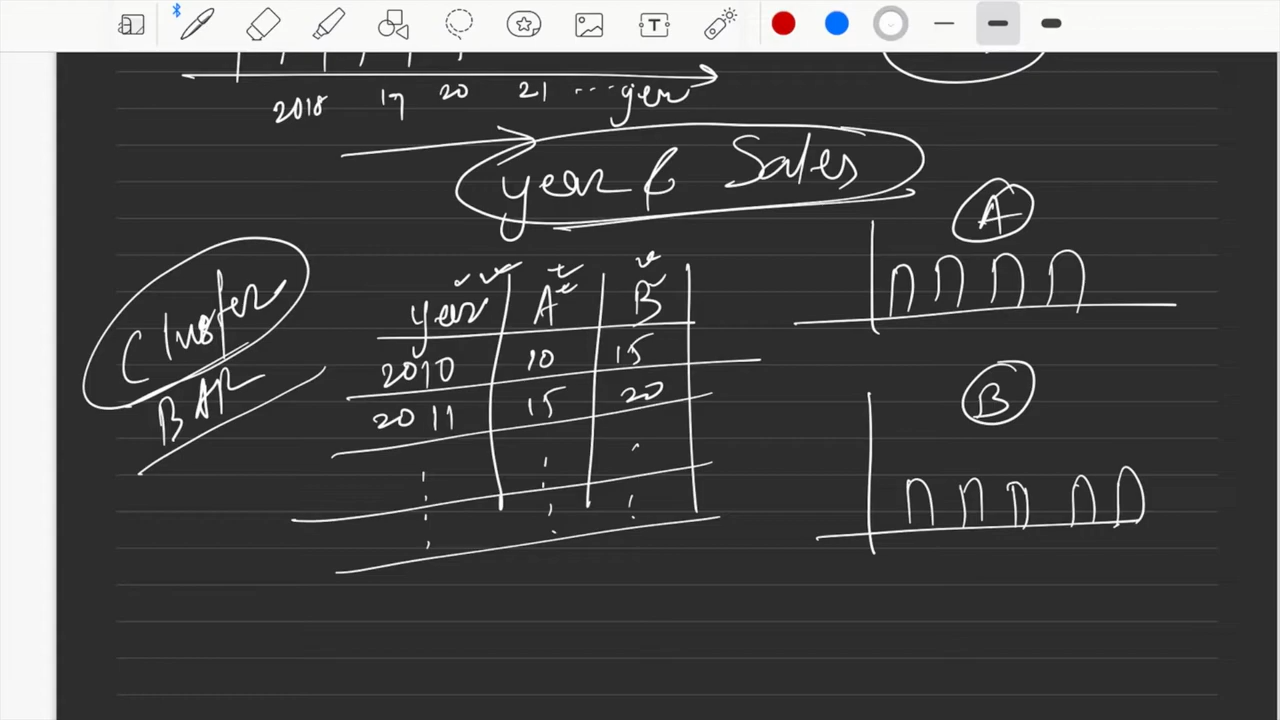 2018 17 20 21 ....year
year & Sales
A
Cluster
BAR
year A B
2010 10 15
2011 15 20
B